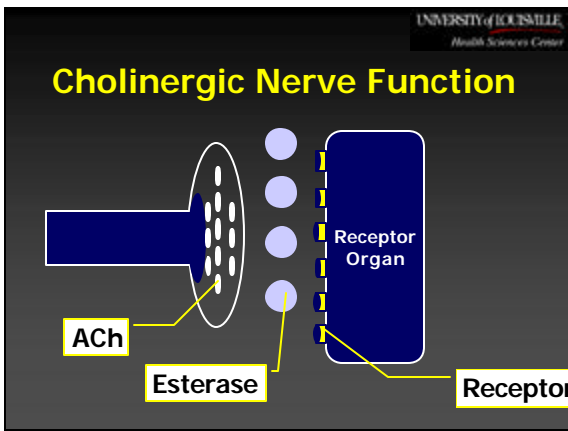 UNIVERSITY of LOUISVILLE
Health Sciences Center
Cholinergic Nerve Function
Receptor
Organ
ACh
Esterase
Receptor